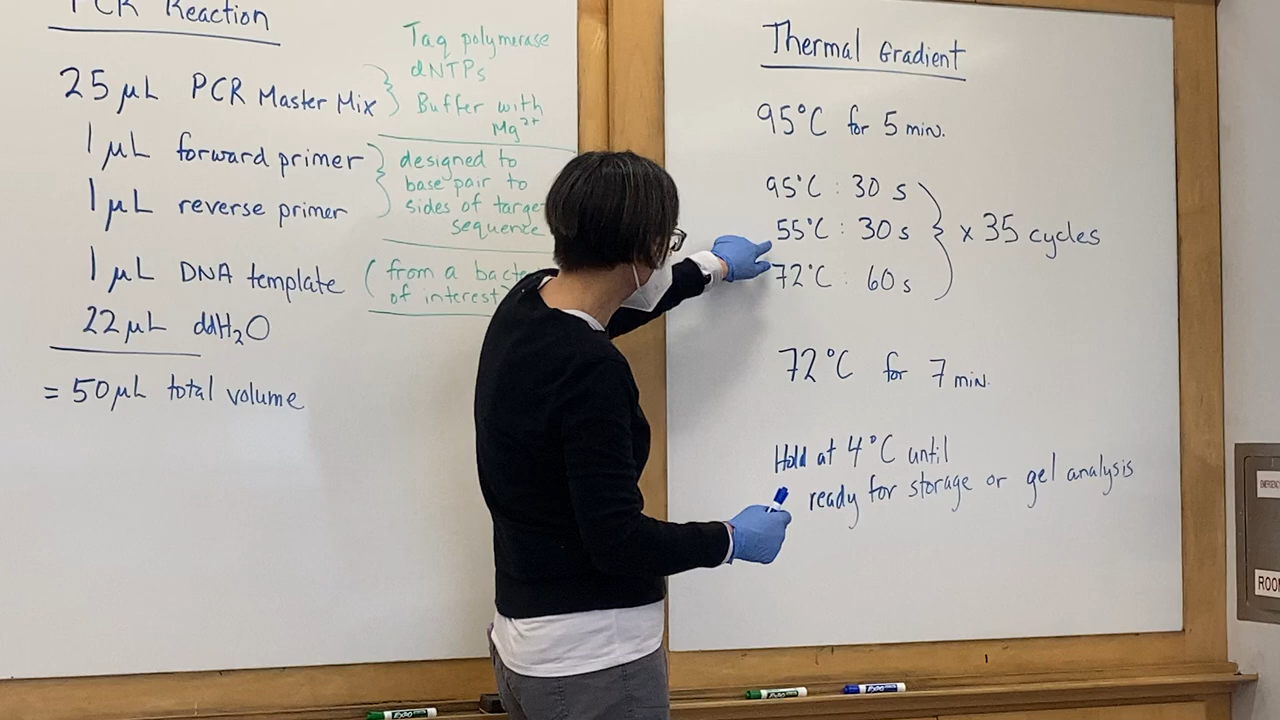 PCR Reaction
25 μL PCR Master Mix
1 μL forward primer
1 μL reverse primer
1 μL DNA template
22 μL ddH₂O
= 50 μL total volume
Taq polymerase
dNTPs
Buffer with
Mg²⁺
designed to
base pair to
sides of target
sequence
(from a
of interest
Thermal Gradient
95°C for 5 min.
95°C : 30 s
55°C : 30 s
72°C : 60 s
x 35 cycles
72°C for 7 min.
Hold at 4°C until
ready for storage or gel analysis
EXPO
EXPO
EXPO